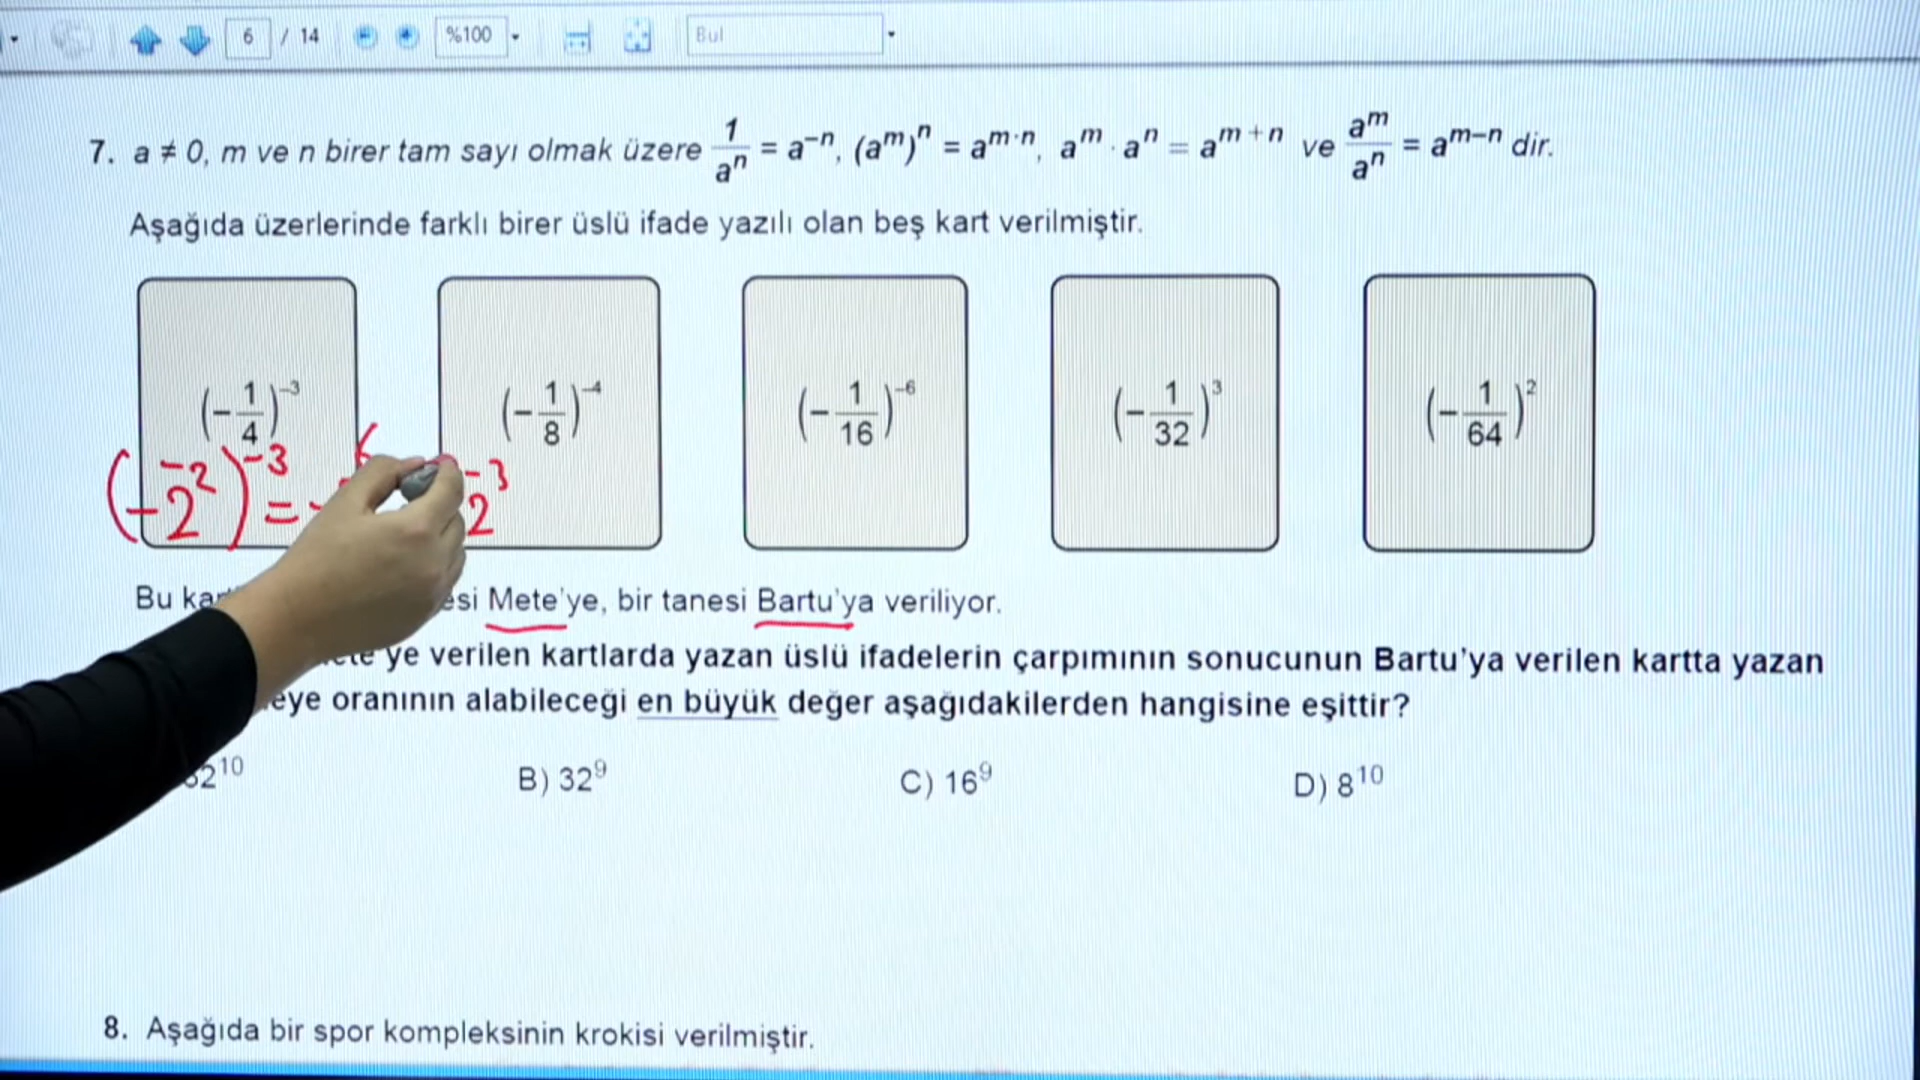 6 / 14 %100 Bul
7. a ≠ 0, m ve n birer tam sayı olmak üzere 1/aⁿ = a⁻ⁿ, (aᵐ)ⁿ = aᵐ·ⁿ, aᵐ . aⁿ = aᵐ⁺ⁿ ve aᵐ/aⁿ = aᵐ⁻ⁿ dir.
Aşağıda üzerlerinde farklı birer üslü ifade yazılı olan beş kart verilmiştir.
(-1/4)⁻³ (-1/8)⁻⁴ (-1/16)⁻⁶ (-1/32)³ (-1/64)²
(-2⁻²)⁻³ = - 2⁻³
Bu Mete'ye, bir tanesi Bartu'ya veriliyor.
ye verilen kartlarda yazan üslü ifadelerin çarpımının sonucunun Bartu'ya verilen kartta yazan
oranının alabileceği en büyük değer aşağıdakilerden hangisine eşittir?
2¹⁰ B) 32⁹ C) 16⁹ D) 8¹⁰
8. Aşağıda bir spor kompleksinin krokisi verilmiştir.